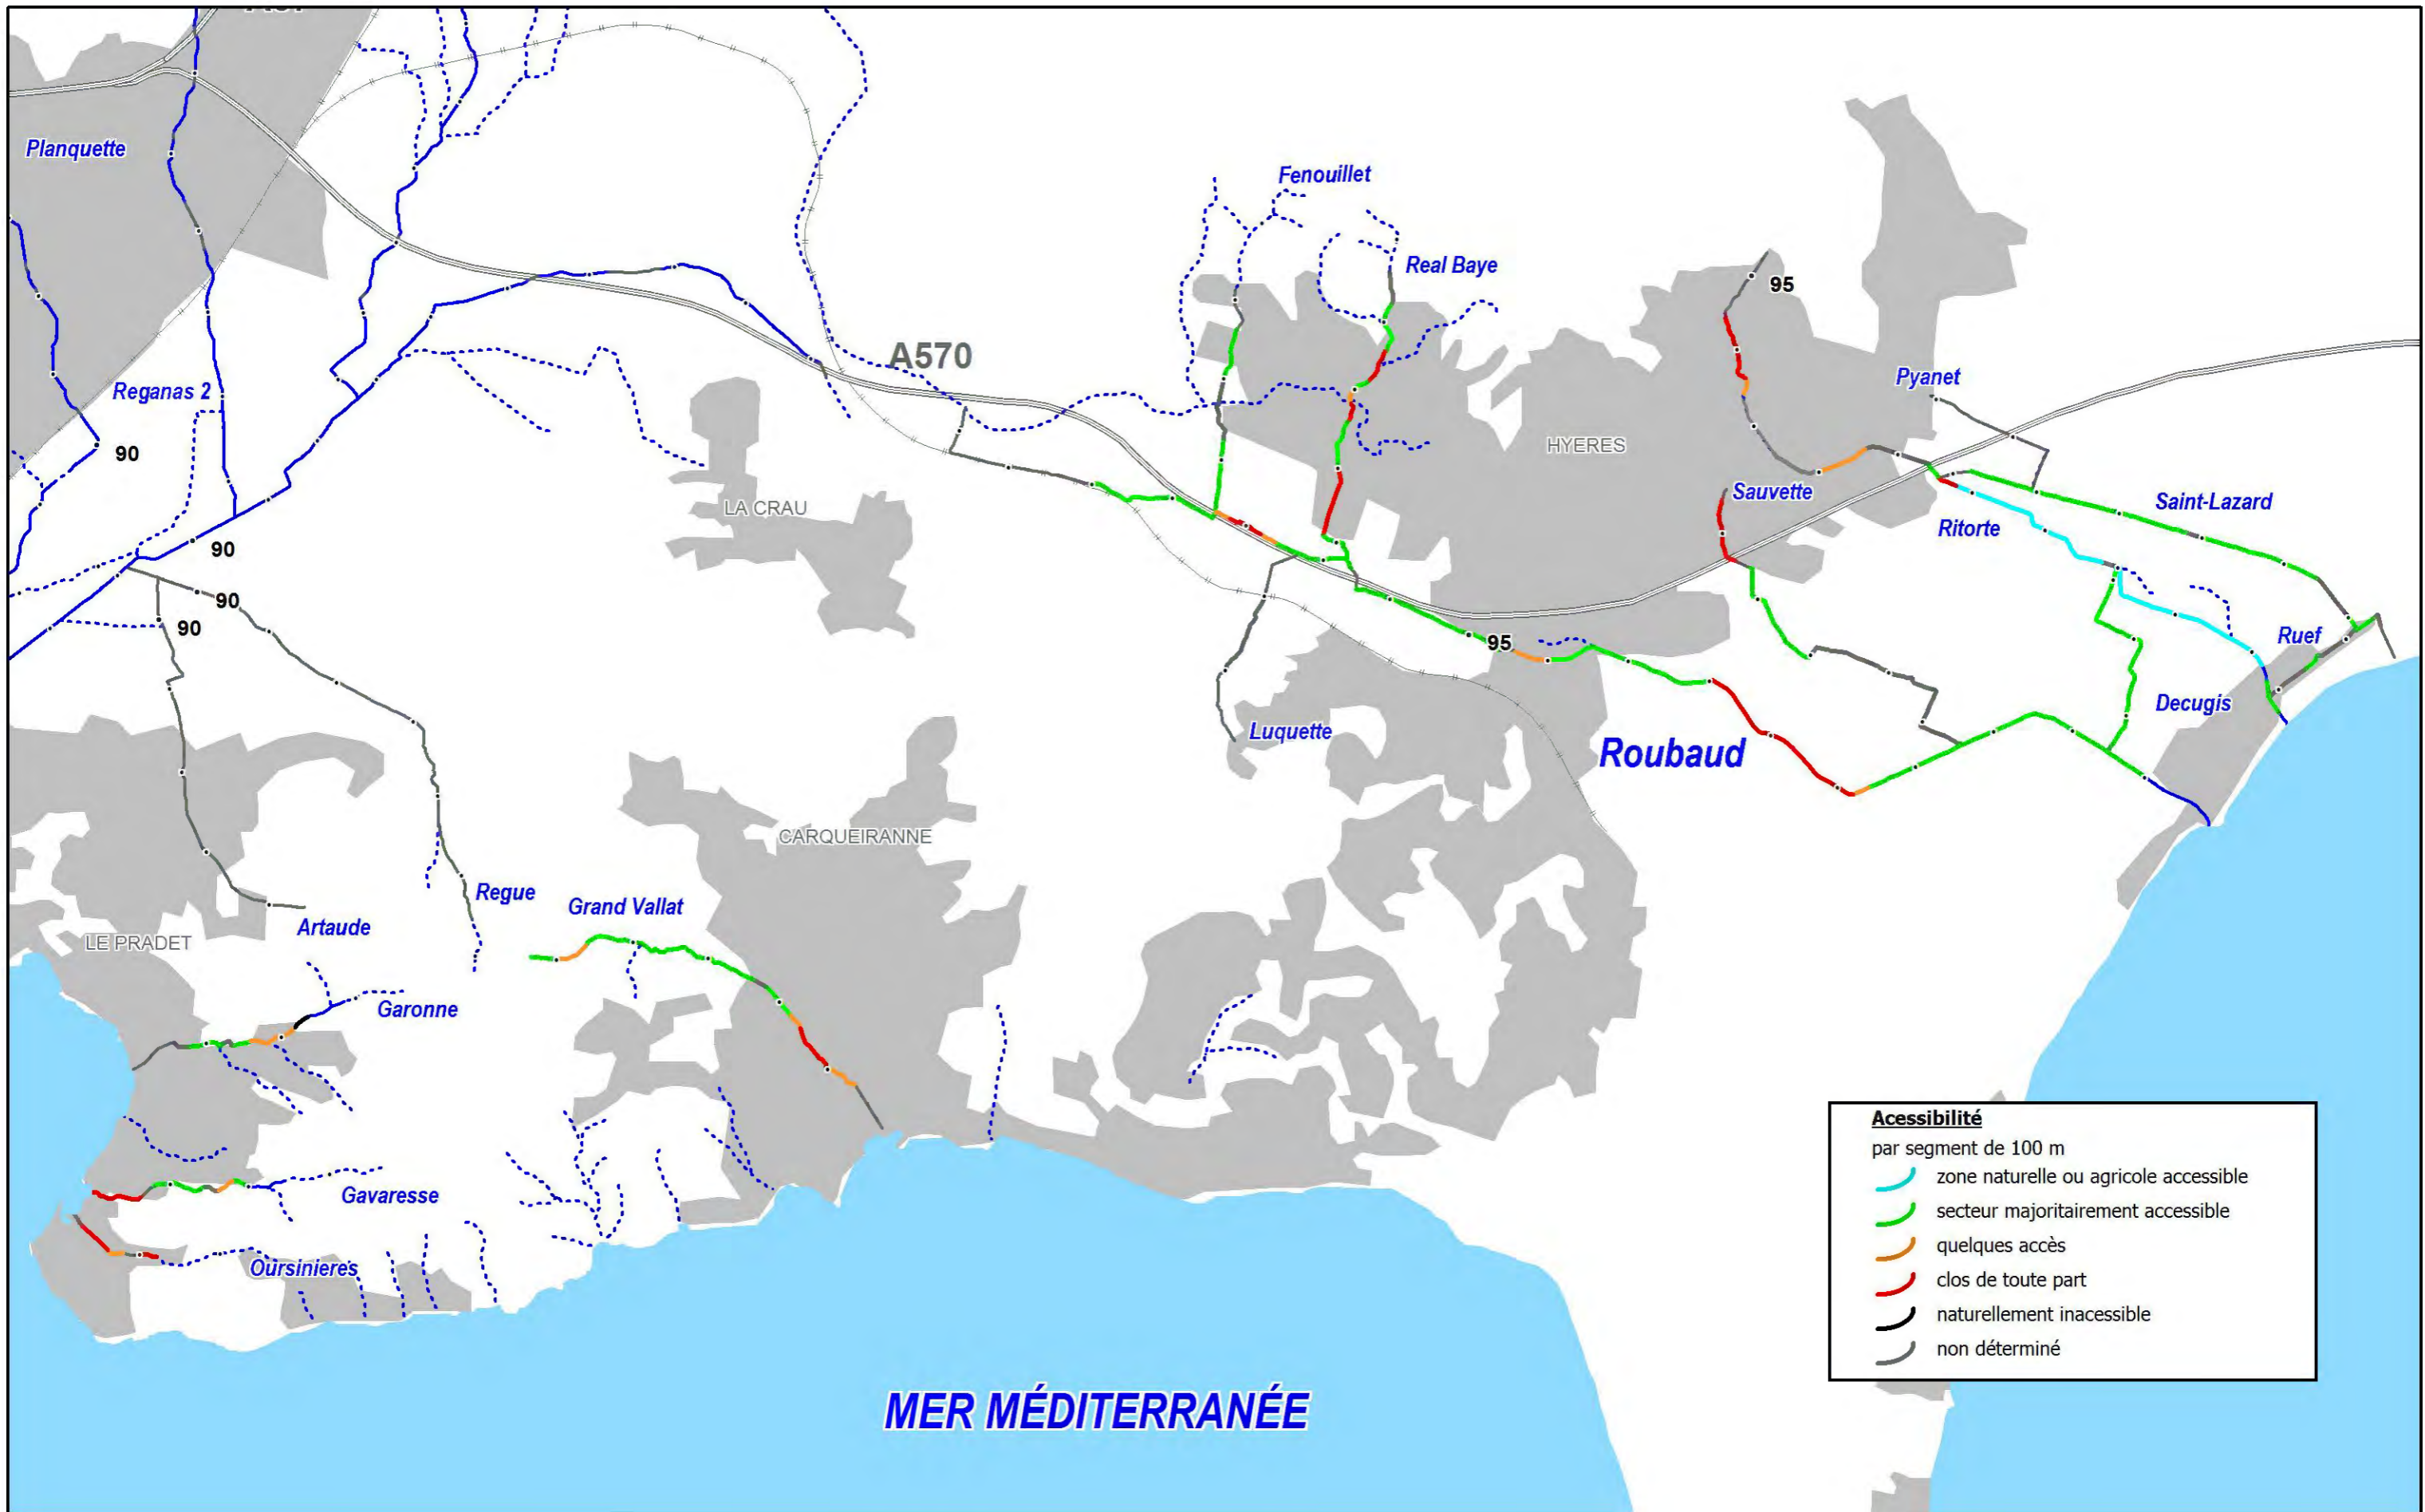 Planquette
Fenouillet
Real Baye
95
A570
Pyanet
Reganas 2
HYERES
90
Sauvette
Saint-Lazard
LA CRAU
Ritorte
90
90
90
95
Ruef
Decugis
Luquette
Roubaud
CARQUEIRANNE
Regue
Grand Vallat
Artaude
LE PRADET
Garonne
Gavaresse
Oursinieres
MER MÉDITERRANÉE
Acessibilité
par segment de 100 m
zone naturelle ou agricole accessible
secteur majoritairement accessible
quelques accès
clos de toute part
naturellement inacessible
non déterminé